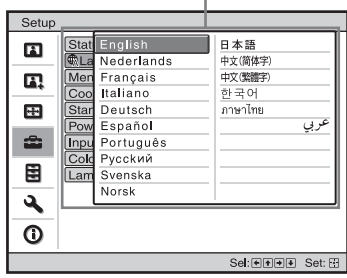 Setup
Stat
La
Men
Coo
Star
Pow
Inpu
Colo
Lam
English
Nederlands
Français
Italiano
Deutsch
Español
Português
Русский
Svenska
Norsk
日本語
中文(简体字)
中文(繁體字)
한국어
ภาษาไทย
عربي
Sel: Set: